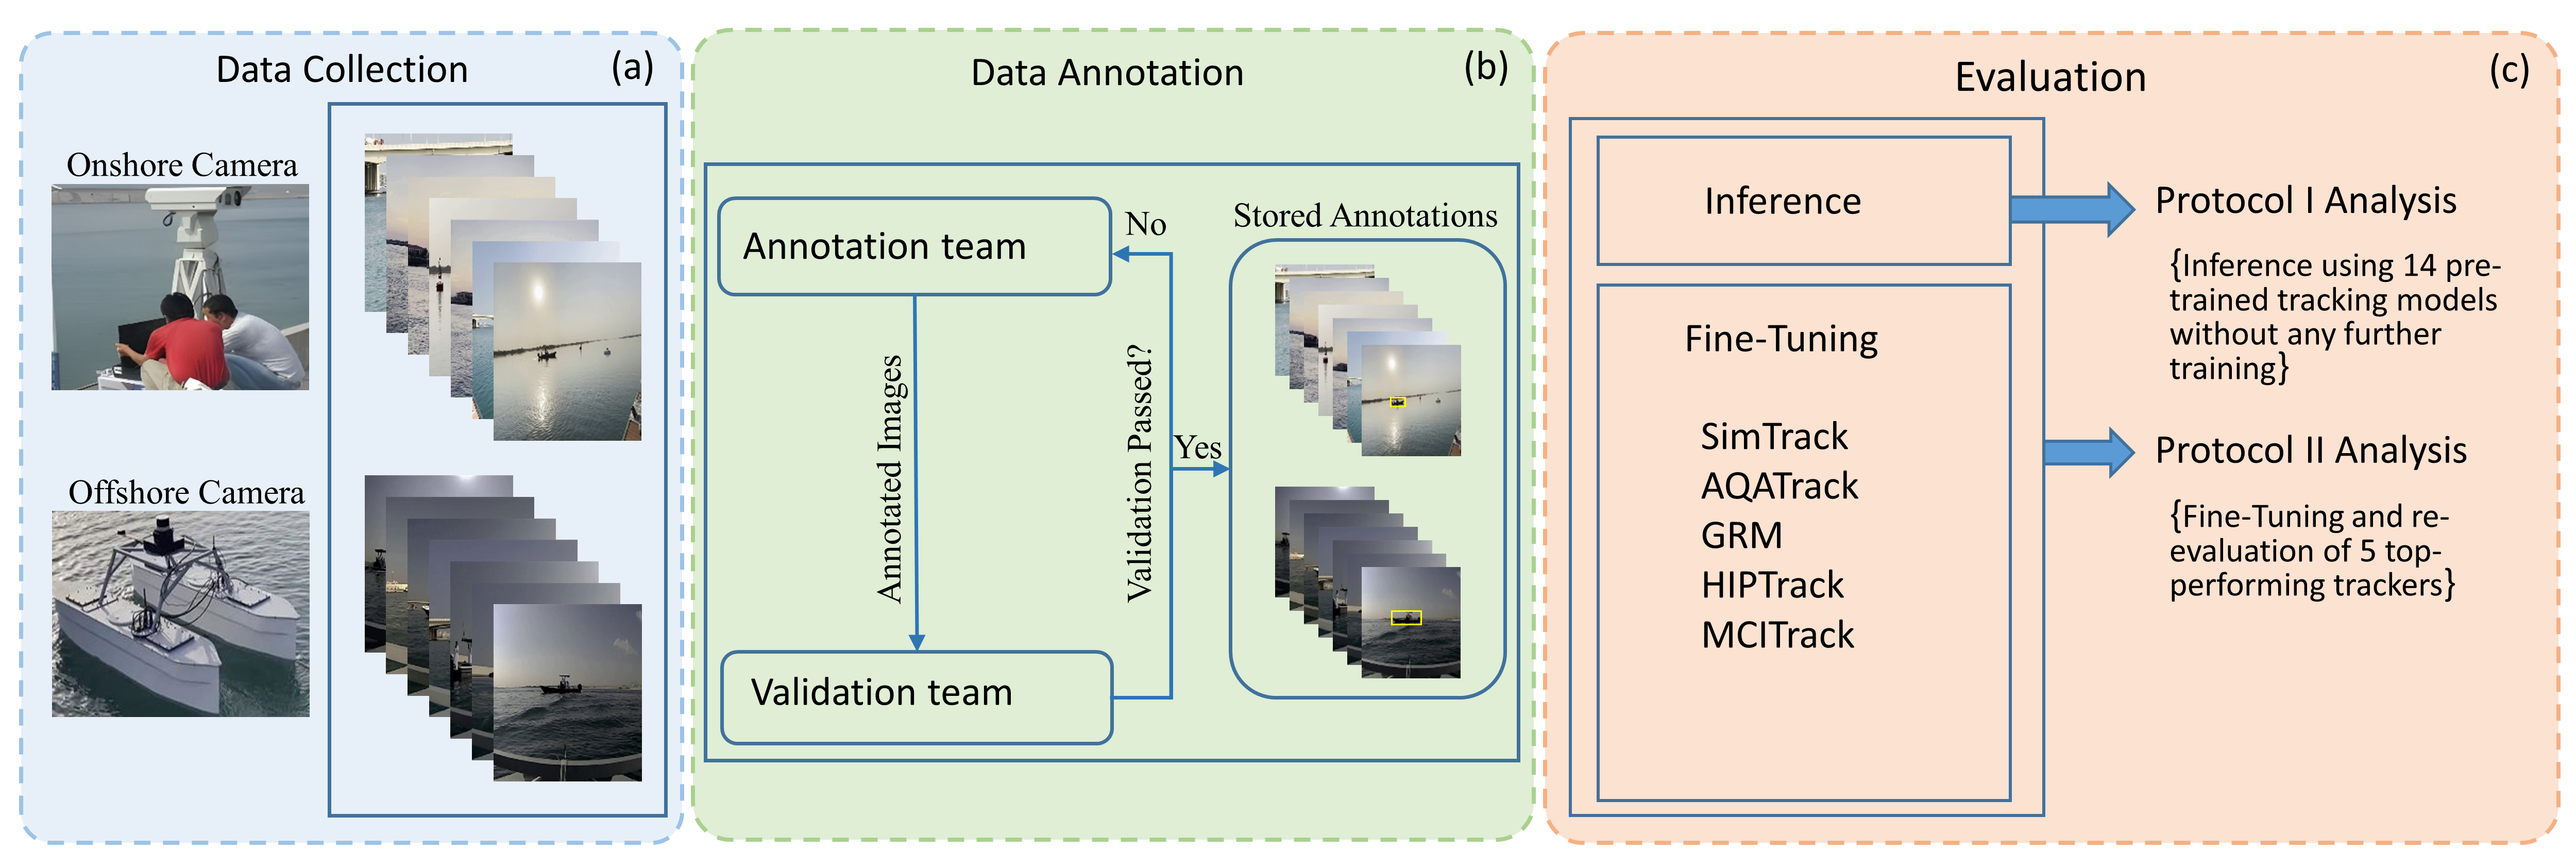 Data Collection
(a)
Onshore Camera
Offshore Camera
Data Annotation
(b)
Annotation team
No
Stored Annotations
Annotated Images
Validation Passed?
Yes
Validation team
Evaluation
(c)
Inference
Protocol I Analysis
{Inference using 14 pre-
trained tracking models
without any further
training}
Fine-Tuning
SimTrack
AQATrack
GRM
HIPTrack
MCITrack
Protocol II Analysis
{Fine-Tuning and re-
evaluation of 5 top-
performing trackers}